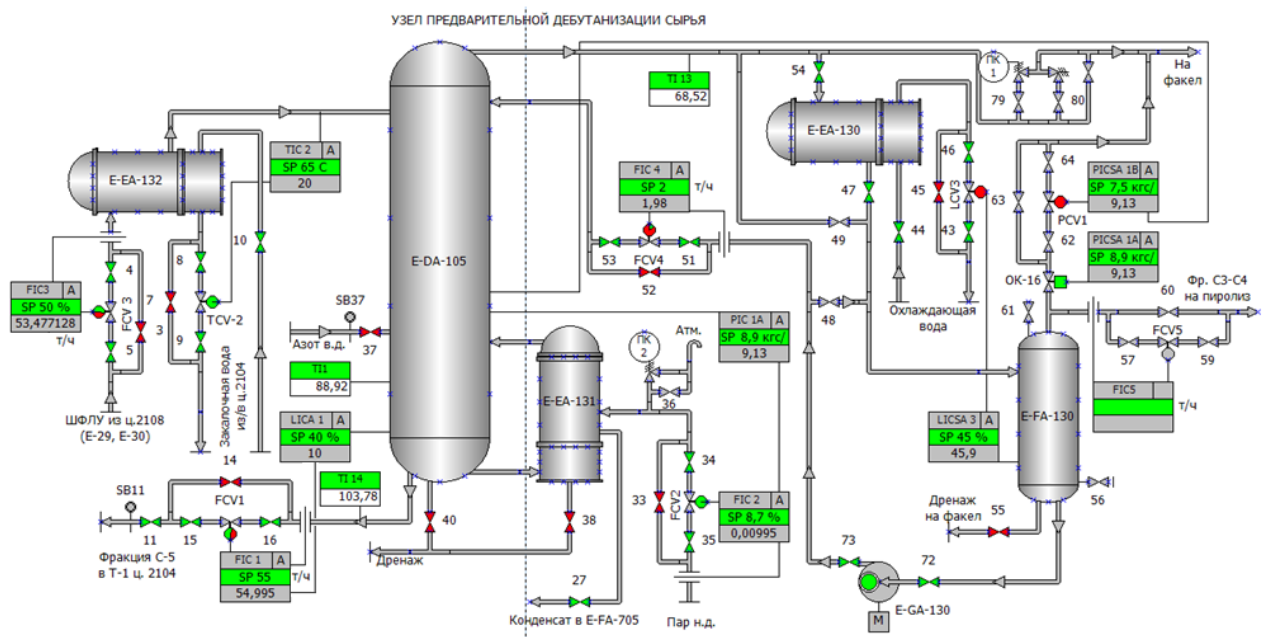 УЗЕЛ ПРЕДВАРИТЕЛЬНОЙ ДЕБУТАНИЗАЦИИ СЫРЬЯ
ПК
1
На
факел
79
80
54
TI 13
68,52
E-EA-130
46
45
LCV3
43
44
63
64
PICSA 1B A
SP 7,5 кгс/
9,13
PCV1
62
PICSA 1A A
SP 8,9 кгс/
9,13
ОК-16
TIC 2 A
SP 65 C
20
E-EA-132
FIC 4 A
SP 2 т/ч
1,98
47
49
53
FCV4
51
52
E-DA-105
10
8
4
7
FCV 3
3
TCV-2
9
5
FIC3 A
SP 50 %
53,477128
т/ч
SB37
Азот в.д.
37
48
Охлаждающая
вода
61
Фр. С3-С4
на пиролиз
60
FCV5
57
59
FIC5
т/ч
ПК
2
Атм.
36
PIC 1A A
SP 8,9 кгс/
9,13
TI1
88,92
LICA 1 A
SP 40 %
10
E-EA-131
E-FA-130
LICSA 3 A
SP 45 %
45,9
ШФЛУ из ц.2108
(Е-29, Е-30)
Закалочная вода
из/в ц.2104
14
SB11
FCV1
TI 14
103,78
34
33
FCV2
35
FIC 2 A
SP 8,7 %
0,00995
56
Дренаж
на факел
55
11
15
16
40
38
Фракция С-5
в Т-1 ц. 2104
FIC 1 A
SP 55 т/ч
54,995
Дренаж
27
Конденсат в E-FA-705
Пар н.д.
73
72
E-GA-130
M